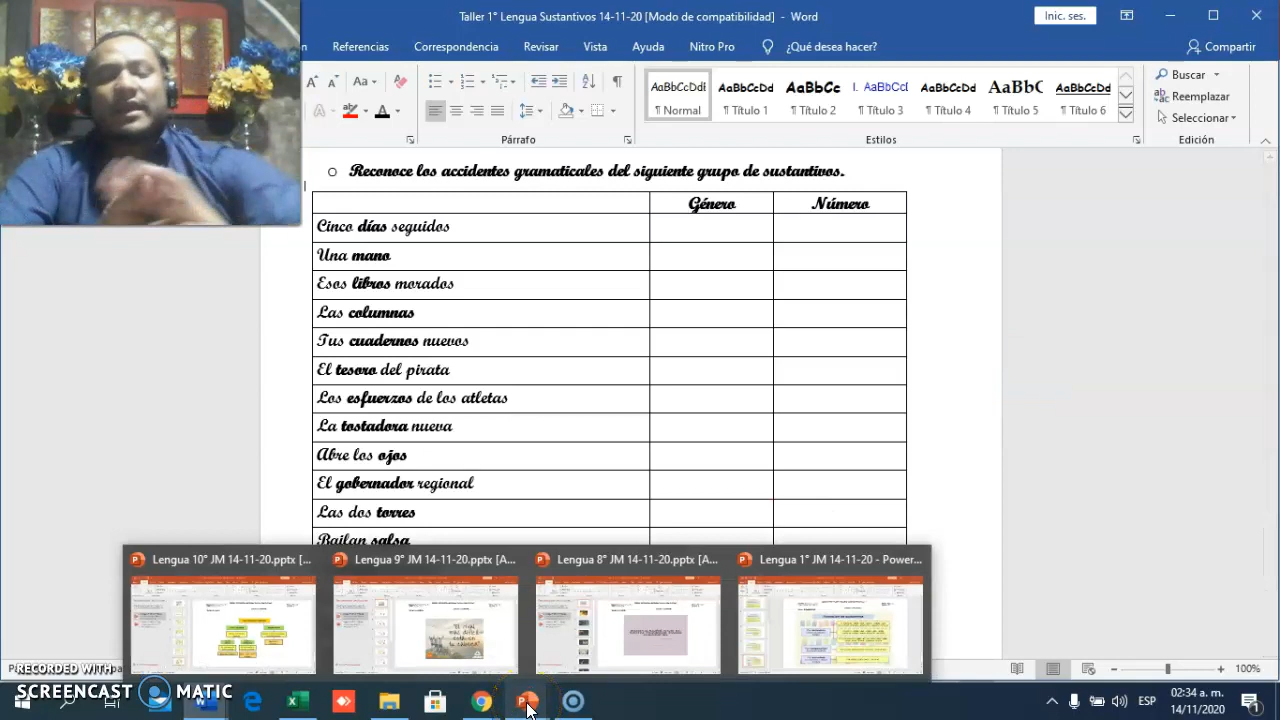 Taller 1° Lengua Sustantivos 14-11-20 [Modo de compatibilidad] - Word
Inic. ses.
Referencias Correspondencia Revisar Vista Ayuda Nitro Pro ¿Qué desea hacer? Compartir
AaBbCcDd AaBbCcDd AaBbCc I. AaBbCcD AaBbCcDd AaBbC AaBbCcDd
¶ Normal ¶ Título 1 ¶ Título 2 ¶ Título 3 ¶ Título 4 ¶ Título 5 ¶ Título 6
Buscar
Reemplazar
Seleccionar
Párrafo Estilos Edición
Reconoce los accidentes gramaticales del siguiente grupo de sustantivos.
Género Número
Cinco días seguidos
Una mano
Esos libros morados
Las columnas
Tus cuadernos nuevos
El tesoro del pirata
Los esfuerzos de los atletas
La tostadora nueva
Abre los ojos
El gobernador regional
Las dos torres
Bailan salsa
Lengua 10° JM 14-11-20.pptx [... Lengua 9° JM 14-11-20.pptx [A... Lengua 8° JM 14-11-20.pptx [A... Lengua 1° JM 14-11-20 - Power...
100%
RECORDED WITH
SCREENCAST MATIC
ESP
02:34 a. m.
14/11/2020